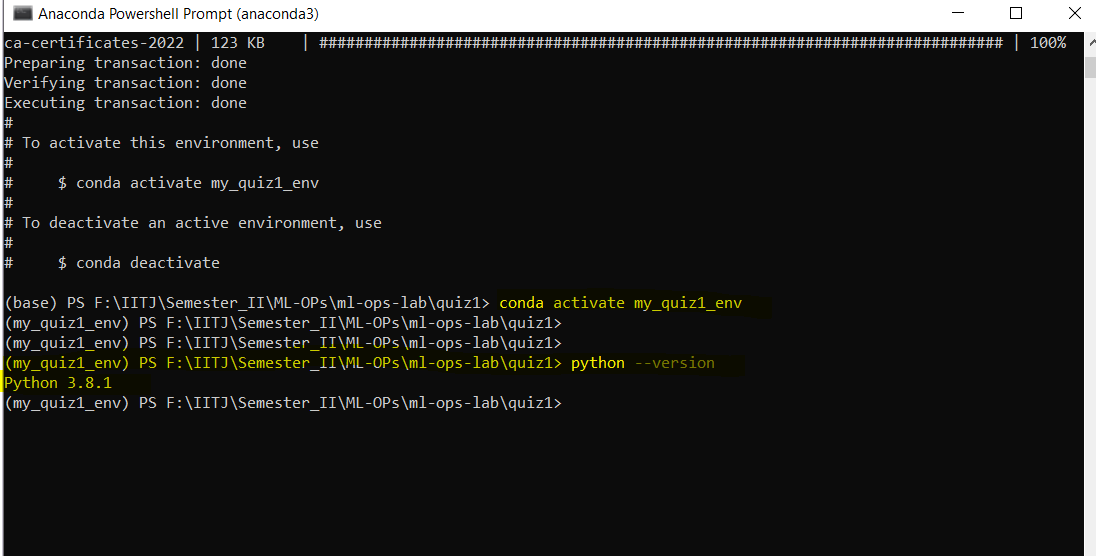 Anaconda Powershell Prompt (anaconda3)
ca-certificates-2022 | 123 KB    | ############################################################################ | 100%
Preparing transaction: done
Verifying transaction: done
Executing transaction: done
#
# To activate this environment, use
#
#     $ conda activate my_quiz1_env
#
# To deactivate an active environment, use
#
#     $ conda deactivate
(base) PS F:\IITJ\Semester_II\ML-OPs\ml-ops-lab\quiz1> conda activate my_quiz1_env
(my_quiz1_env) PS F:\IITJ\Semester_II\ML-OPs\ml-ops-lab\quiz1>
(my_quiz1_env) PS F:\IITJ\Semester_II\ML-OPs\ml-ops-lab\quiz1>
(my_quiz1_env) PS F:\IITJ\Semester_II\ML-OPs\ml-ops-lab\quiz1> python --version
Python 3.8.1
(my_quiz1_env) PS F:\IITJ\Semester_II\ML-OPs\ml-ops-lab\quiz1>